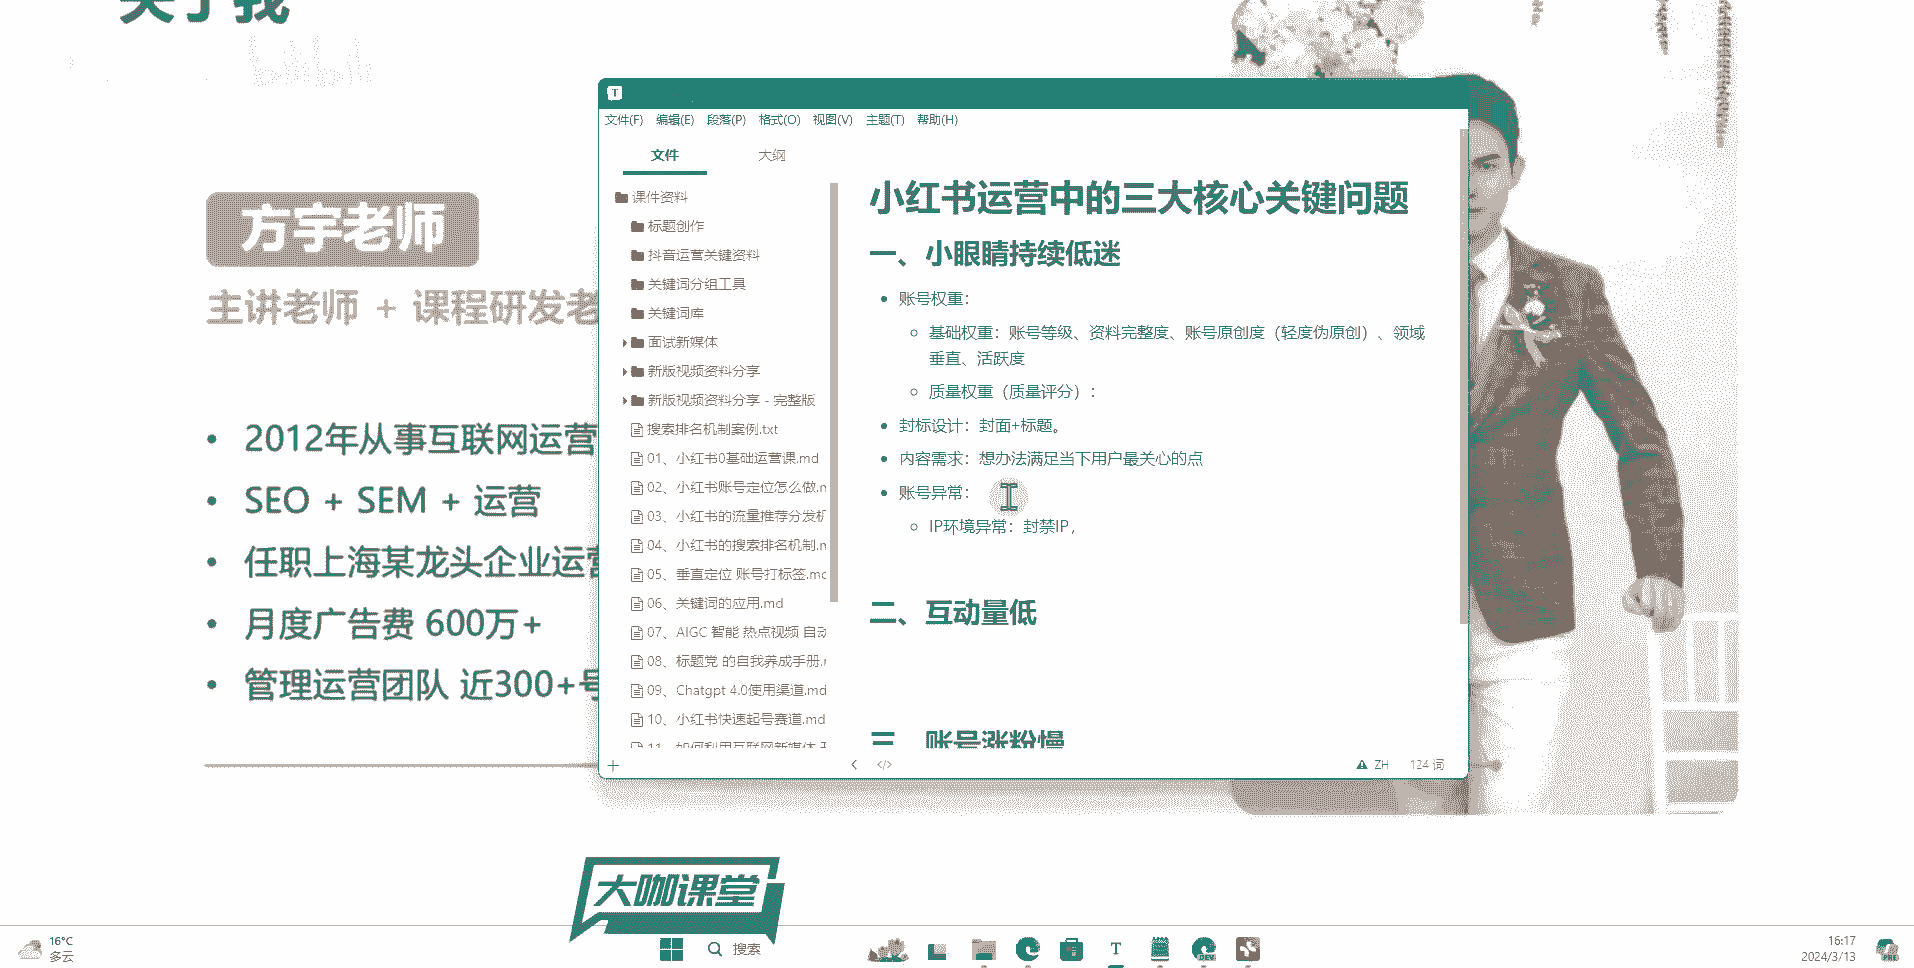 关于我
方宇老师
主讲老师 + 课程研发老
2012年从事互联网运营
SEO + SEM + 运营
任职上海某龙头企业运营
月度广告费 600万+
管理运营团队 近300+号
T
文件(F) 编辑(E) 段落(P) 格式(O) 视图(V) 主题(T) 帮助(H)
文件 大纲
课件资料
标题创作
抖音运营关键资料
关键词分组工具
关键词库
面试新媒体
新版视频资料分享
新版视频资料分享 - 完整版
搜索排名机制案例.txt
01、小红书0基础运营课.md
02、小红书账号定位怎么做.n
03、小红书的流量推荐分发机
04、小红书的搜索排名机制.n
05、垂直定位 账号打标签.mc
06、关键词的应用.md
07、AIGC 智能 热点视频 自动
08、标题党 的自我养成手册.r
09、Chatgpt 4.0使用渠道.md
10、小红书快速起号赛道.md
11、如何利用互联网新媒体
小红书运营中的三大核心关键问题
一、小眼睛持续低迷
账号权重：
基础权重：账号等级、资料完整度、账号原创度（轻度伪原创）、领域
垂直、活跃度
质量权重（质量评分）：
封标设计：封面+标题。
内容需求：想办法满足当下用户最关心的点
账号异常：
IP环境异常：封禁IP，
二、互动量低
三、账号涨粉慢
ZH 124 词
大咖课堂
16°C
多云
搜索
T
DEV
16:17
2024/3/13
PRE